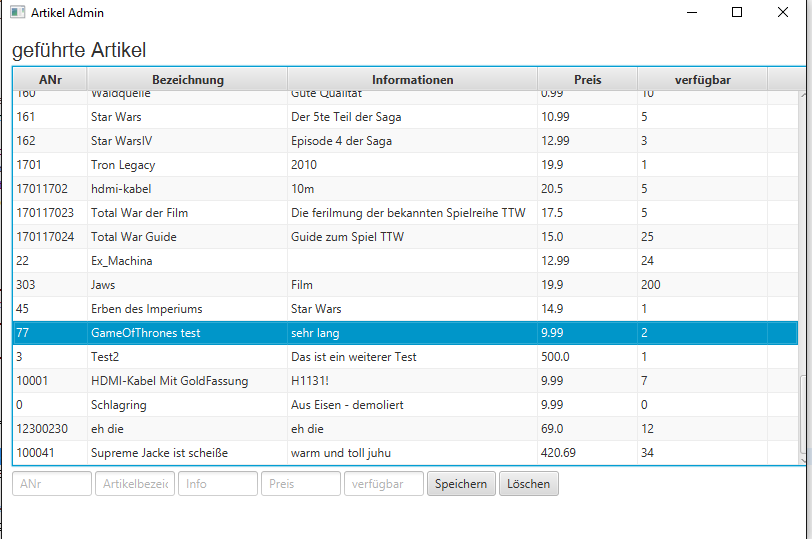 Artikel Admin
geführte Artikel
ANr Bezeichnung Informationen Preis verfügbar
160 Waldquelle Gute Qualität 0.99 10
161 Star Wars Der 5te Teil der Saga 10.99 5
162 Star WarsIV Episode 4 der Saga 12.99 3
1701 Tron Legacy 2010 19.9 1
17011702 hdmi-kabel 10m 20.5 5
170117023 Total War der Film Die ferilmung der bekannten Spielreihe TTW 17.5 5
170117024 Total War Guide Guide zum Spiel TTW 15.0 25
22 Ex_Machina 12.99 24
303 Jaws Film 19.9 200
45 Erben des Imperiums Star Wars 14.9 1
77 GameOfThrones test sehr lang 9.99 2
3 Test2 Das ist ein weiterer Test 500.0 1
10001 HDMI-Kabel Mit GoldFassung H1131! 9.99 7
0 Schlagring Aus Eisen - demoliert 9.99 0
12300230 eh die eh die 69.0 12
100041 Supreme Jacke ist scheiße warm und toll juhu 420.69 34
ANr Artikelbezeic Info Preis verfügbar Speichern Löschen